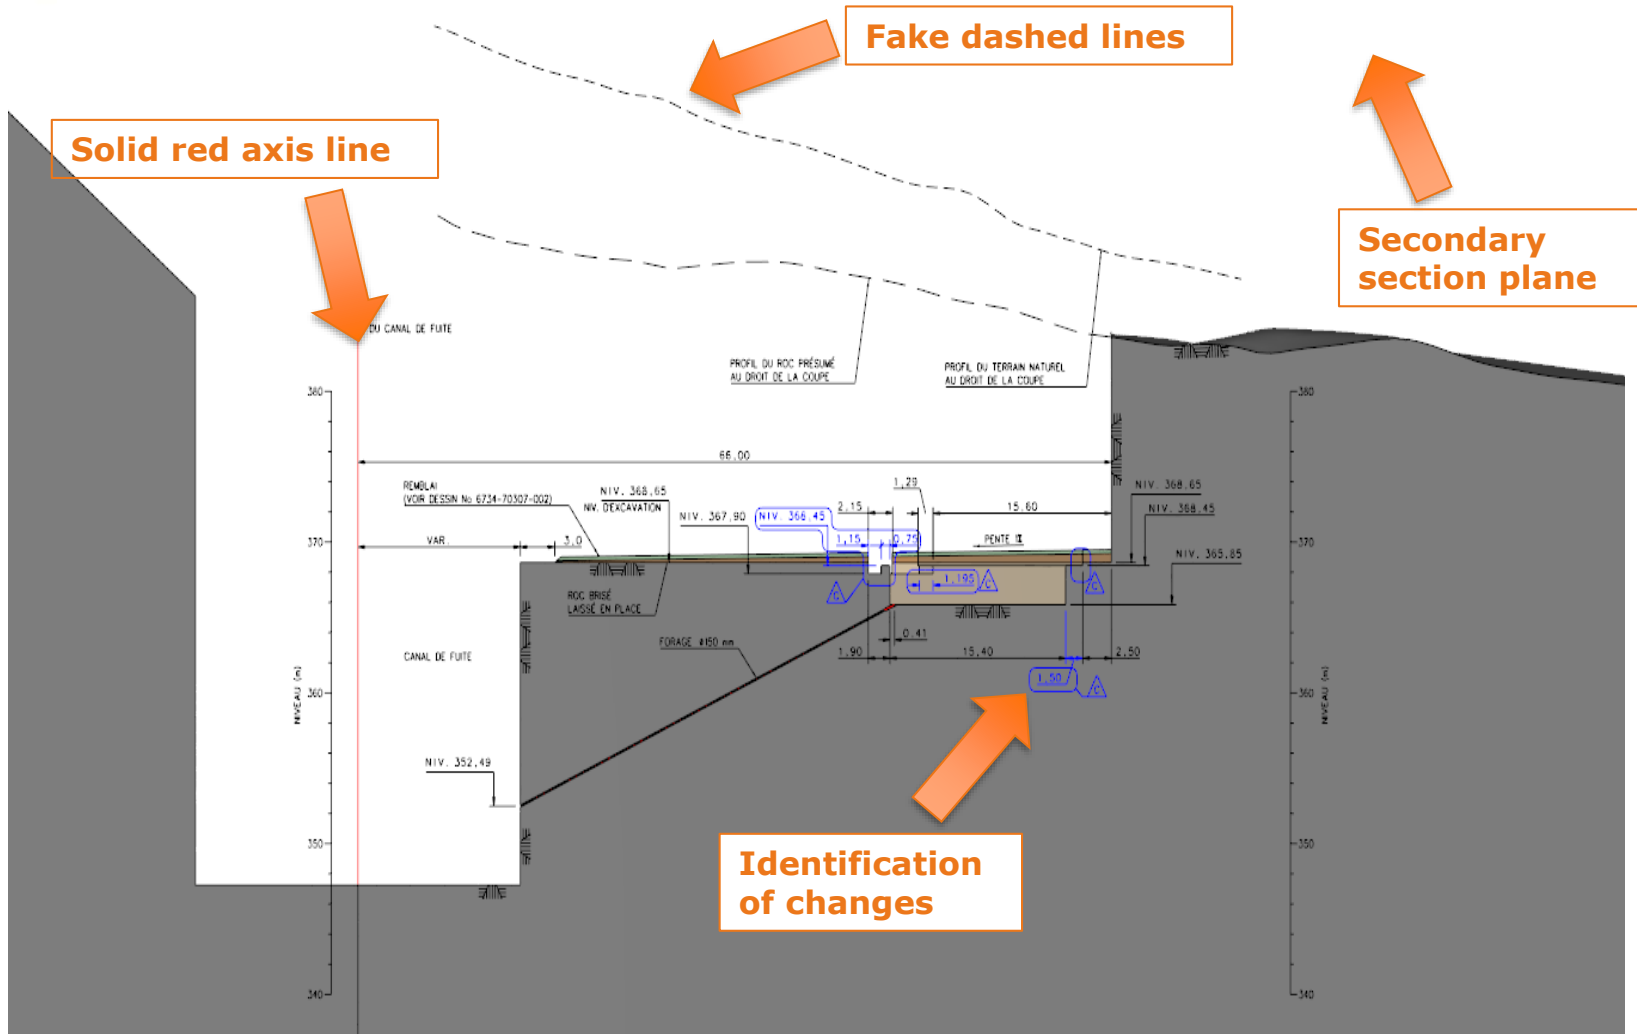 Fake dashed lines
Solid red axis line
Secondary
section plane
DU CANAL DE FUITE
PROFIL DU ROC PRÉSUMÉ
AU DROIT DE LA COUPE
PROFIL DU TERRAIN NATUREL
AU DROIT DE LA COUPE
380
380
66,00
REMBLAI
(VOIR DESSIN No 6734-70307-002)
NIV. 368,65
NIV. D'EXCAVATION
NIV. 367,90
NIV. 368,45
2,15
1,29
15,60
NIV. 368,65
NIV. 368,45
1,15
0,75
PENTE 1%
NIV. 365,85
370
VAR.
3,0
370
1,195
C
C
C
ROC BRISÉ
LAISSÉ EN PLACE
FORAGE ø150 mm
0,41
1,90
15,40
2,50
CANAL DE FUITE
1,50
C
NIVEAU (m)
360
360
NIVEAU (m)
NIV. 352,49
350
350
Identification
of changes
340
340